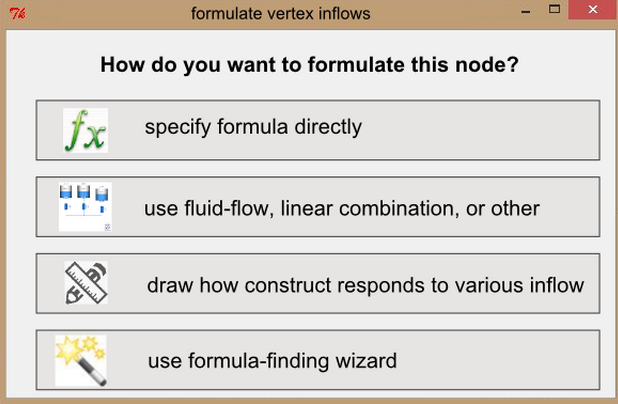 formulate vertex inflows
How do you want to formulate this node?
fx
specify formula directly
use fluid-flow, linear combination, or other
draw how construct responds to various inflow
use formula-finding wizard